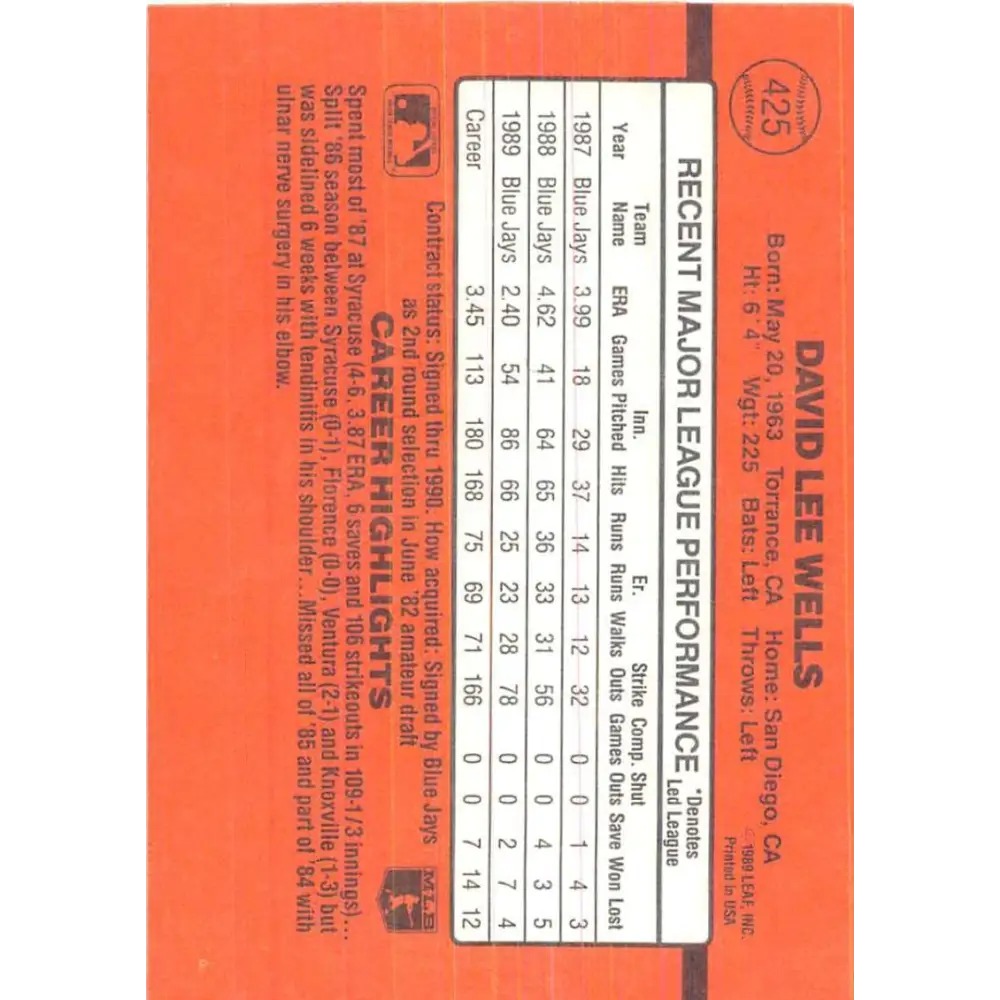 425
DAVID LEE WELLS
Born: May 20, 1963 Torrance, CA Home: San Diego, CA
Ht: 6'4" Wgt: 225 Bats: Left Throws: Left
© 1989 LEAF, INC.
Printed in USA
RECENT MAJOR LEAGUE PERFORMANCE *Denotes Led League
Team Inn. Er. Strike Comp. Shut
Year Name ERA Games Pitched Hits Runs Runs Walks Outs Games Outs Save Won Lost
1987 Blue Jays 3.99 18 29 37 14 13 12 32 0 0 1 4 3
1988 Blue Jays 4.62 41 64 65 36 33 31 56 0 0 4 3 5
1989 Blue Jays 2.40 54 86 66 25 23 28 78 0 0 2 7 4
Career 3.45 113 180 168 75 69 71 166 0 0 7 14 12
Contract status: Signed thru 1990. How acquired: Signed by Blue Jays
as 2nd round selection in June '82 amateur draft
MLB
CAREER HIGHLIGHTS
Spent most of '87 at Syracuse (4-6, 3.87 ERA, 6 saves and 106 strikeouts in 109-1/3 innings)...
Split '86 season between Syracuse (0-1), Florence (0-0), Ventura (2-1) and Knoxville (1-3) but
was sidelined 6 weeks with tendinitis in his shoulder...Missed all of '85 and part of '84 with
ulnar nerve surgery in his elbow.